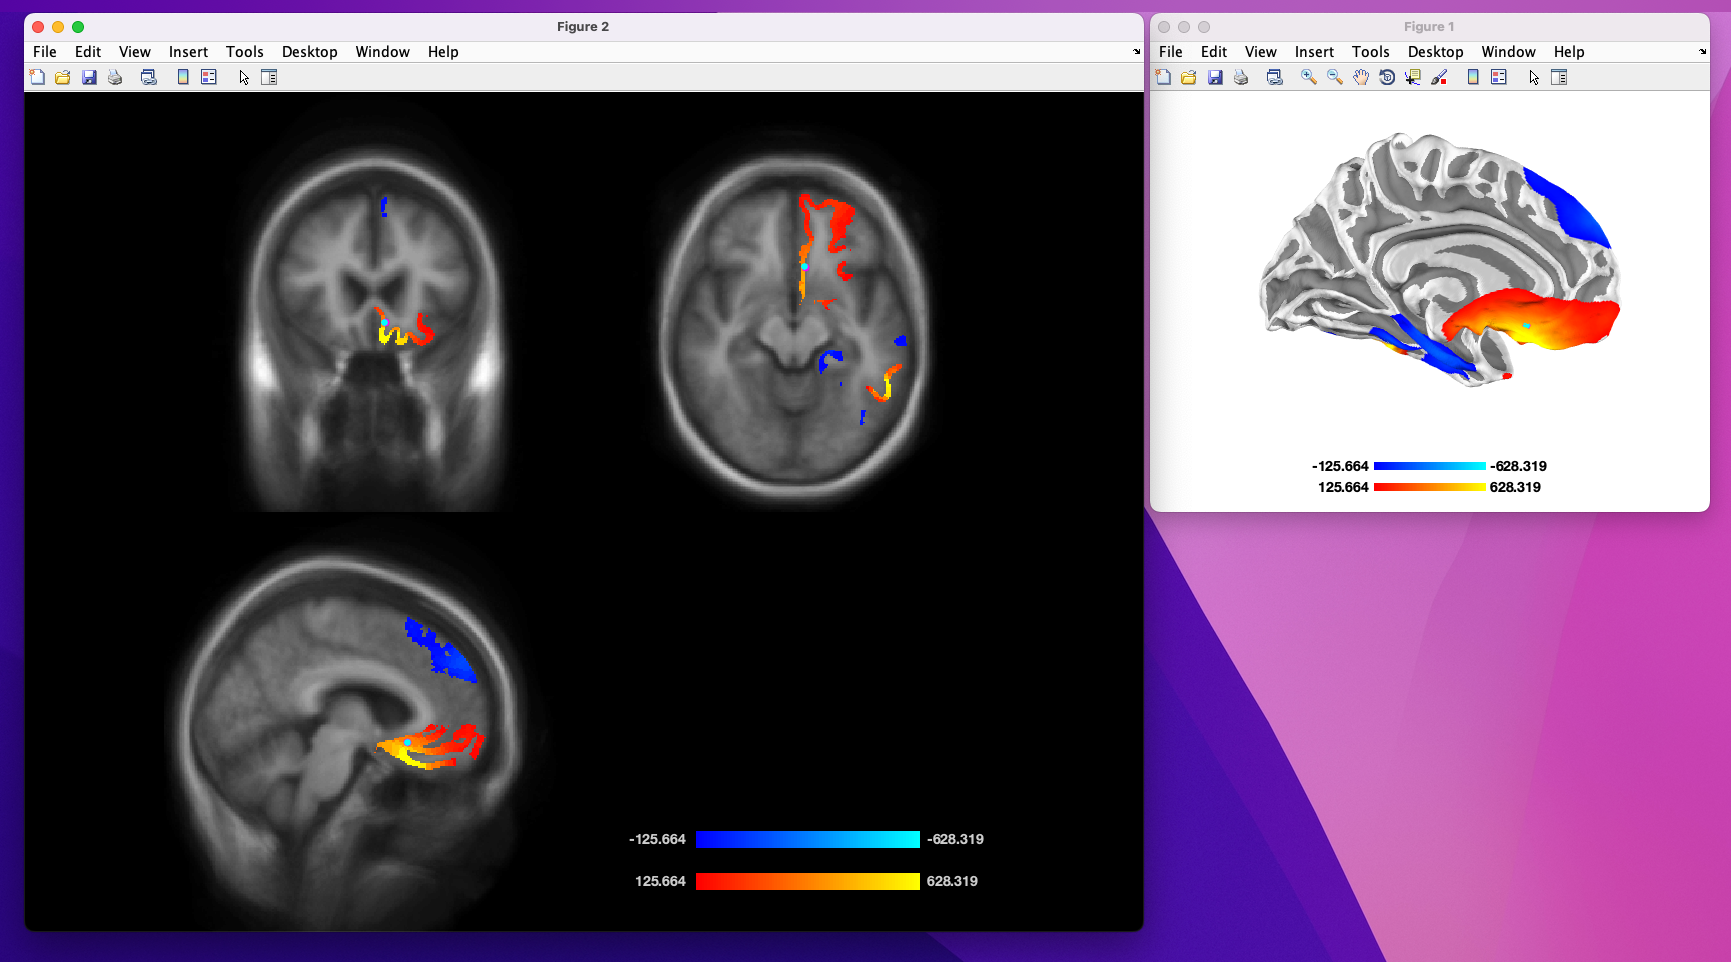 Figure 2
File Edit View Insert Tools Desktop Window Help
-125.664 -628.319
125.664 628.319
Figure 1
File Edit View Insert Tools Desktop Window Help
-125.664 -628.319
125.664 628.319